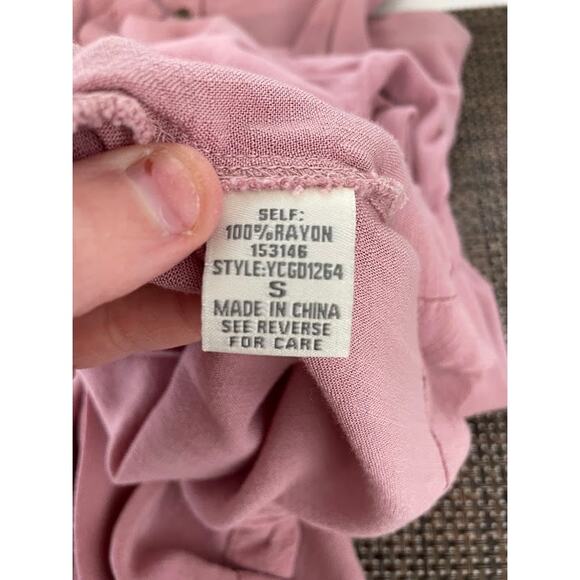 SELF:
100%RAYON
153146
STYLE:YCGD1264
S
MADE IN CHINA
SEE REVERSE
FOR CARE